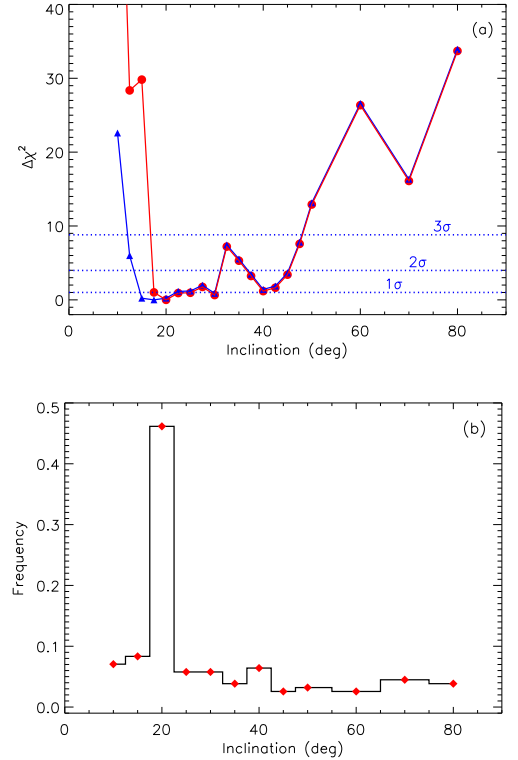 (a)
40
30
20
10
0
Δχ²
3σ
2σ
1σ
0 20 40 60 80
Inclination (deg)
(b)
0.5
0.4
0.3
0.2
0.1
0.0
Frequency
0 20 40 60 80
Inclination (deg)